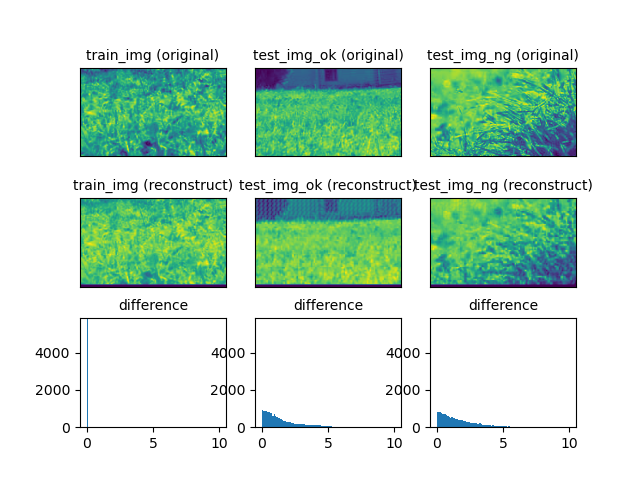 train_img (original) test_img_ok (original) test_img_ng (original)
train_img (reconstruct) test_img_ok (reconstruct) test_img_ng (reconstruct)
difference difference difference
4000 4000 4000
2000 2000 2000
0 0 0
0 5 10 0 5 10 0 5 10